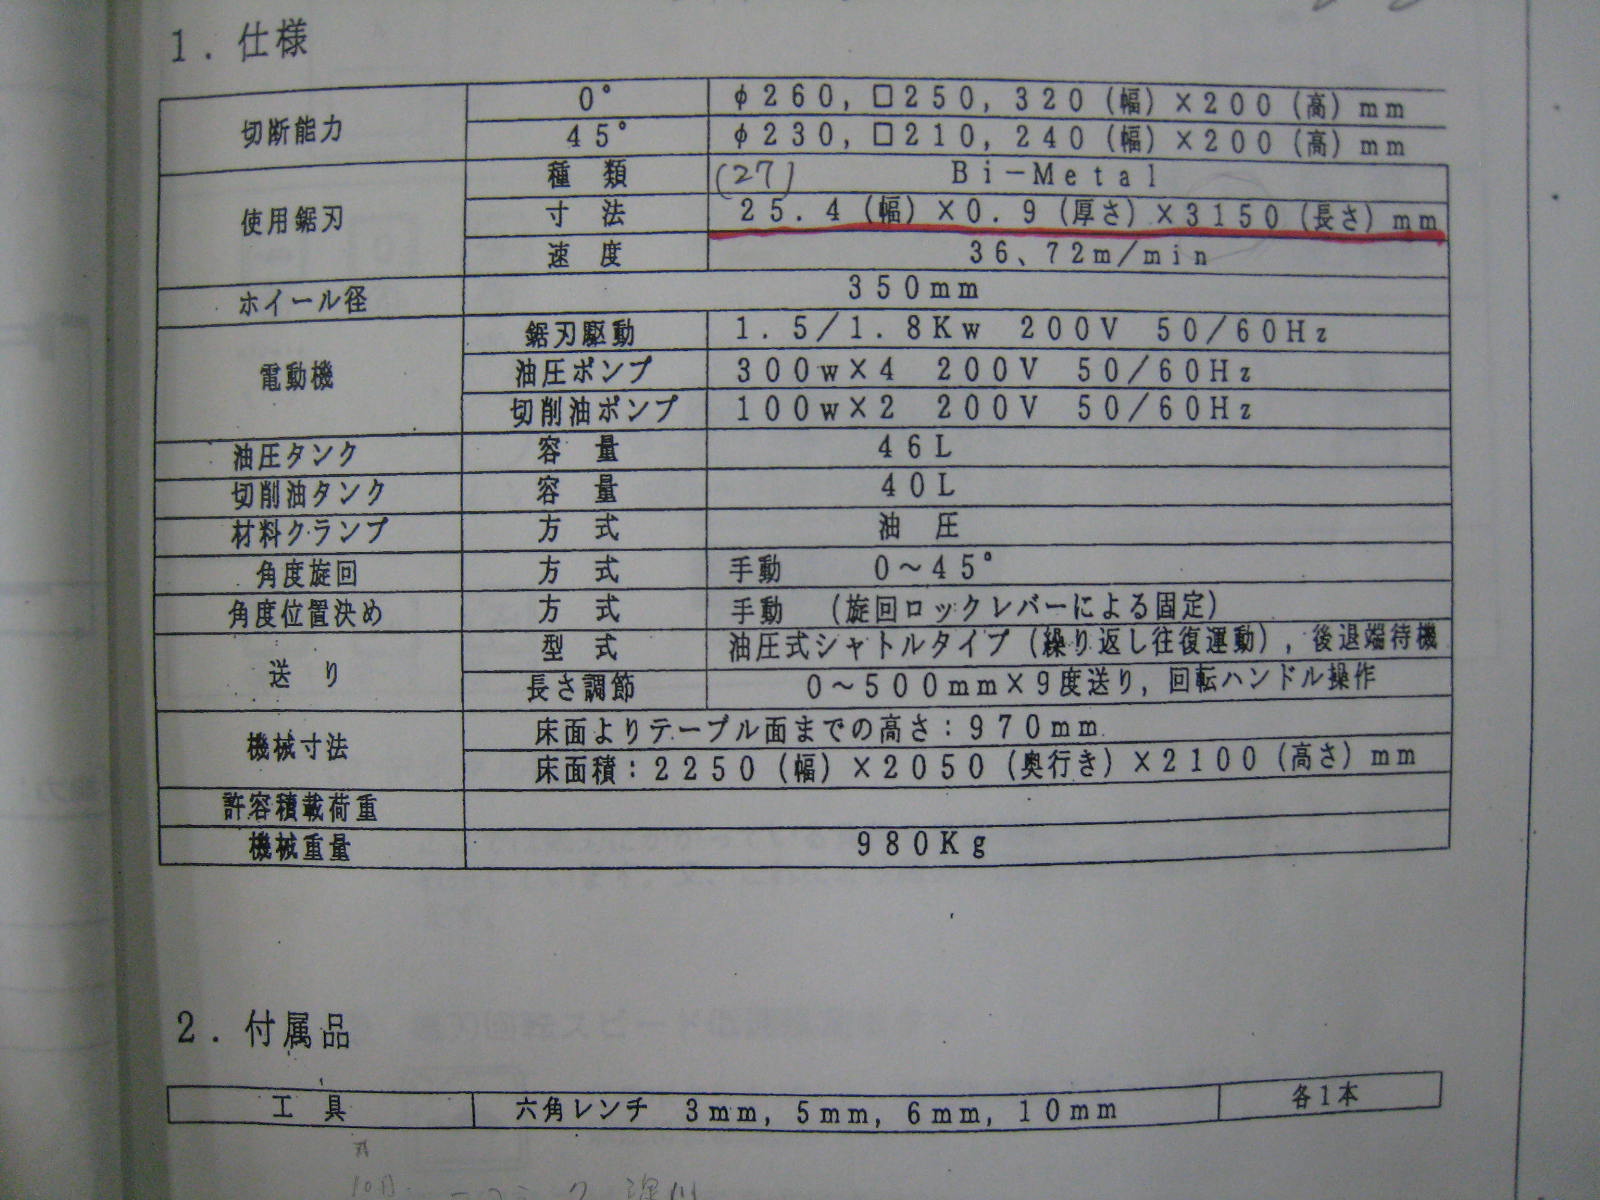 1. 仕様
切断能力 0° φ260, □250, 320(幅)×200(高)mm
45° φ230, □210, 240(幅)×200(高)mm
使用鋸刃 種 類 (27) Bi-Metal
寸 法 25.4(幅)×0.9(厚さ)×3150(長さ)mm
速 度 36、72m/min
ホイール径 350mm
電動機 鋸刃駆動 1.5/1.8Kw 200V 50/60Hz
油圧ポンプ 300w×4 200V 50/60Hz
切削油ポンプ 100w×2 200V 50/60Hz
油圧タンク 容 量 46L
切削油タンク 容 量 40L
材料クランプ 方 式 油 圧
角度旋回 方 式 手動 0～45°
角度位置決め 方 式 手動 (旋回ロックレバーによる固定)
送 り 型 式 油圧式シャトルタイプ(繰り返し往復運動), 後退端待機
長さ調節 0～500mm×9度送り, 回転ハンドル操作
機械寸法 床面よりテーブル面までの高さ:970mm
床面積:2250(幅)×2050(奥行き)×2100(高さ)mm
許容積載荷重
機械重量 980Kg
2. 付属品
工 具 六角レンチ 3mm, 5mm, 6mm, 10mm 各1本